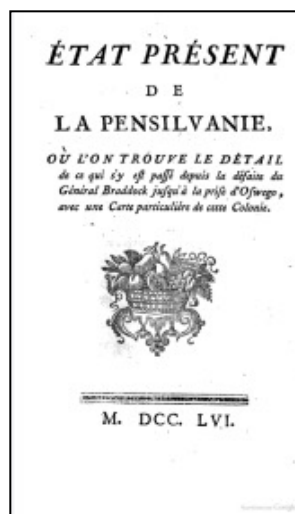 ÉTAT PRÉSENT
DE
LA PENSILVANIE,
OÙ L'ON TROUVE LE DÉTAIL
de ce qui s'y est passé depuis la défaite du
Général Braddock jusqu'à la prise d'Oswego,
avec une Carte particuliére de cette Colonie.
M. DCC. LVI.